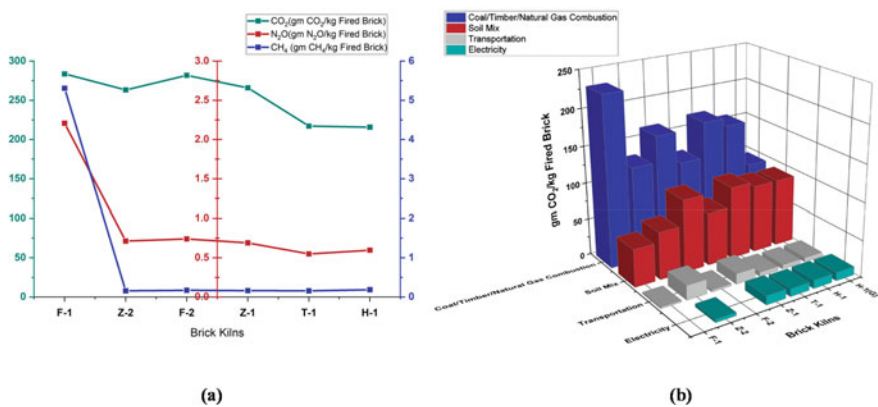 CO₂(gm CO₂/kg Fired Brick)
N₂O(gm N₂O/kg Fired Brick)
CH₄ (gm CH₄/kg Fired Brick)
300
250
200
150
100
50
0
3.0
2.5
2.0
1.5
1.0
0.5
0.0
6
5
4
3
2
1
0
F-1 Z-2 F-2 Z-1 T-1 H-1
Brick Kilns
(a)
Coal/Timber/Natural Gas Combustion
Soil Mix
Transportation
Electricity
250
200
150
100
50
0
gm CO₂/kg Fired Brick
Coal/Timber/Natural Gas Combustion
Soil Mix
Transportation
Electricity
F-1
Z-2
F-2
Z-1
T-1
H-1
Brick Kilns
(b)